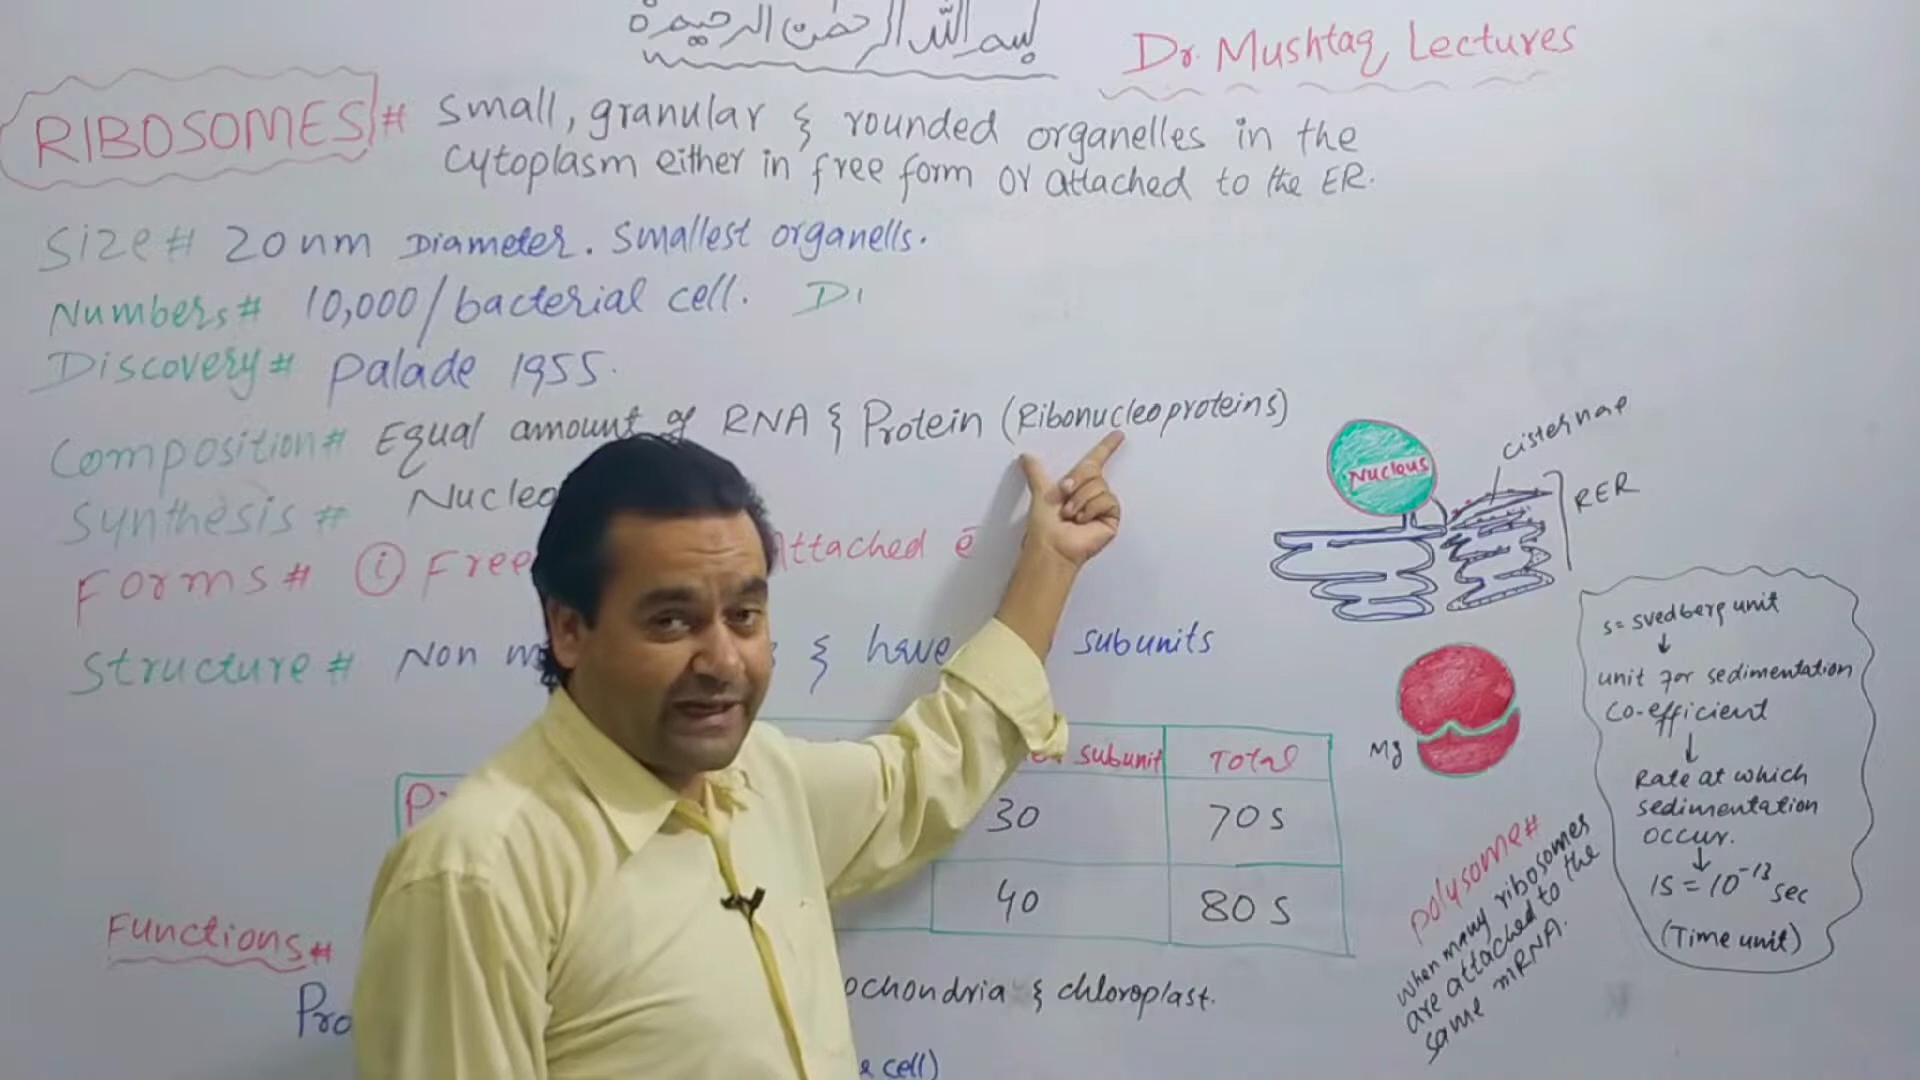 بسم الله الرحمن الرحيم
Dr. Mushtaq Lectures
RIBOSOMES # Small, granular & rounded organelles in the
cytoplasm either in free form or attached to the ER.
Size # 20 nm Diameter. Smallest organells.
Numbers # 10,000/bacterial cell. Di
Discovery # Palade 1955.
Composition # Equal amount of RNA & Protein (Ribonucleoproteins)
Synthesis # Nucleo
Forms # (i) Free ttached ē
Structure # Non m & have subunits
subunit Total
30 70 S
40 80 S
Functions #
Pro ochondria & chloroplast.
cell)
Nucleus
cisternae
RER
Mg
Polysome #
when many ribosomes
are attached to the
same mRNA.
S = svedberg unit
↓
unit for sedimentation
co-efficient
↓
Rate at which
sedimentation
occur.
↓
1S = 10⁻¹³ sec
(Time unit)